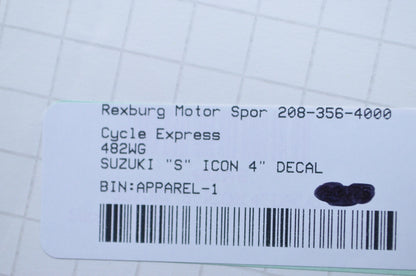 Rexburg Motor Spor 208-356-4000
Cycle Express
482WG
SUZUKI "S" ICON 4" DECAL
BIN:APPAREL-1